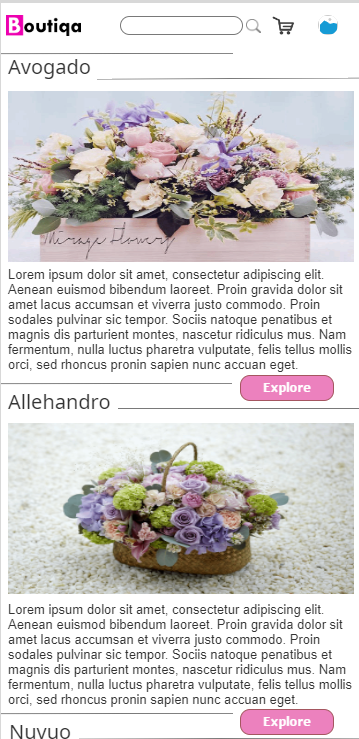 Boutiqa
Avogado
Mirage Flowery
Lorem ipsum dolor sit amet, consectetur adipiscing elit.
Aenean euismod bibendum laoreet. Proin gravida dolor sit
amet lacus accumsan et viverra justo commodo. Proin
sodales pulvinar sic tempor. Sociis natoque penatibus et
magnis dis parturient montes, nascetur ridiculus mus. Nam
fermentum, nulla luctus pharetra vulputate, felis tellus mollis
orci, sed rhoncus pronin sapien nunc accuan eget.
Explore
Allehandro
Lorem ipsum dolor sit amet, consectetur adipiscing elit.
Aenean euismod bibendum laoreet. Proin gravida dolor sit
amet lacus accumsan et viverra justo commodo. Proin
sodales pulvinar sic tempor. Sociis natoque penatibus et
magnis dis parturient montes, nascetur ridiculus mus. Nam
fermentum, nulla luctus pharetra vulputate, felis tellus mollis
orci, sed rhoncus pronin sapien nunc accuan eget.
Explore
Nuvuo